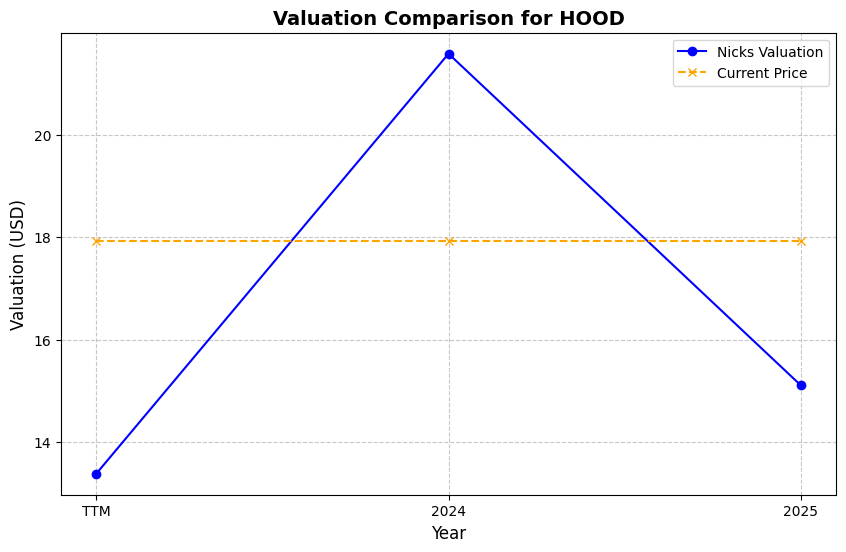 Valuation Comparison for HOOD
Nicks Valuation
Current Price
Valuation (USD)
20
18
16
14
TTM
2024
2025
Year